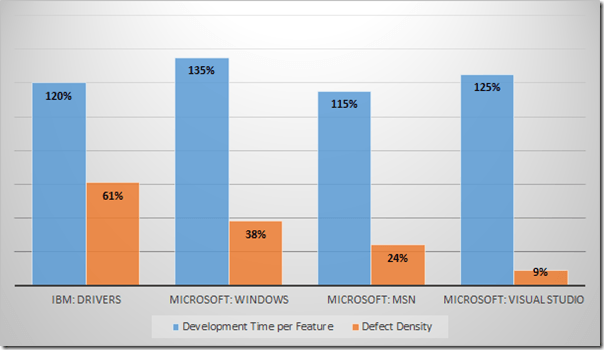 120%
61%
135%
38%
115%
24%
125%
9%
IBM: DRIVERS
MICROSOFT: WINDOWS
MICROSOFT: MSN
MICROSOFT: VISUAL STUDIO
Development Time per Feature
Defect Density